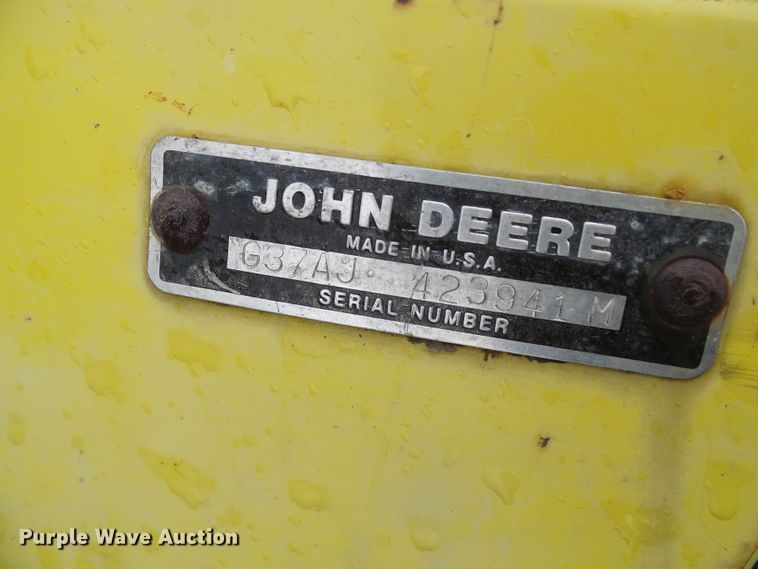 JOHN DEERE
MADE IN U.S.A.
G37AJ 423941 M
SERIAL NUMBER
Purple Wave Auction